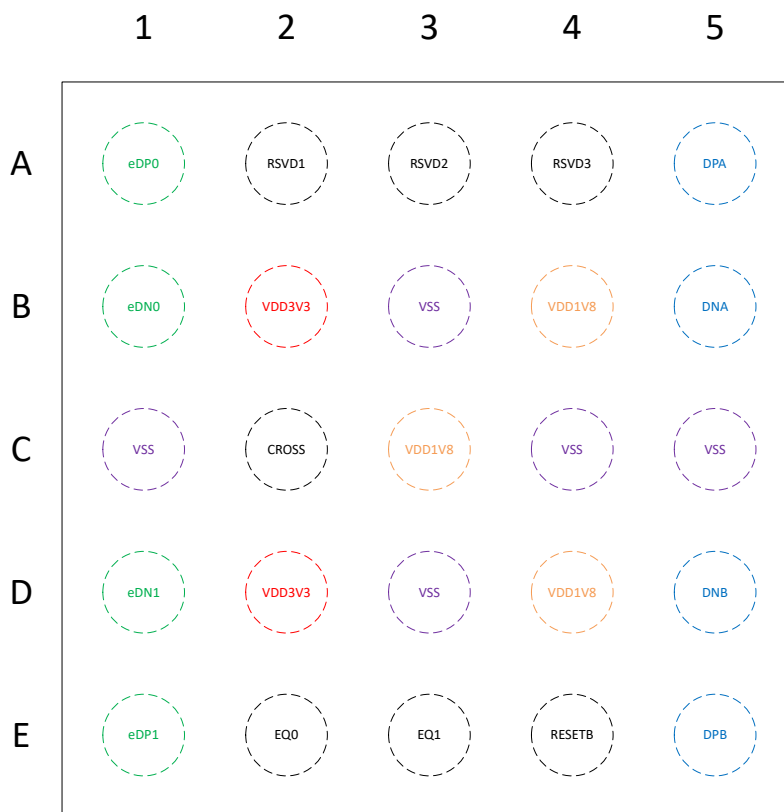 1 2 3 4 5
A eDP0 RSVD1 RSVD2 RSVD3 DPA
B eDN0 VDD3V3 VSS VDD1V8 DNA
C VSS CROSS VDD1V8 VSS VSS
D eDN1 VDD3V3 VSS VDD1V8 DNB
E eDP1 EQ0 EQ1 RESETB DPB